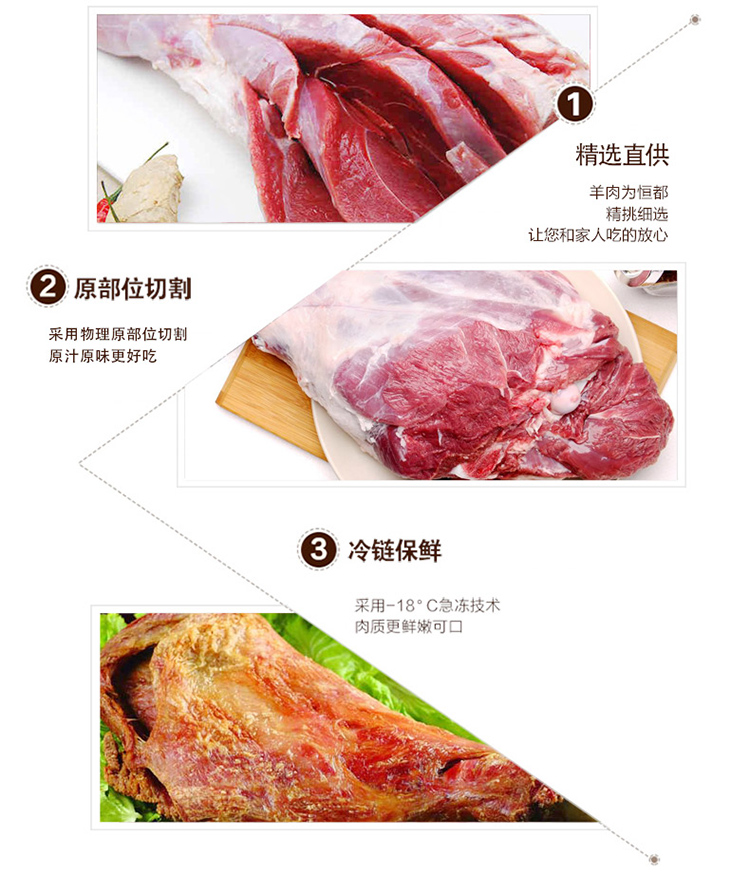 1
精选直供
羊肉为恒都
精挑细选
让您和家人吃的放心
2 原部位切割
采用物理原部位切割
原汁原味更好吃
3 冷链保鲜
采用-18°C急冻技术
肉质更鲜嫩可口